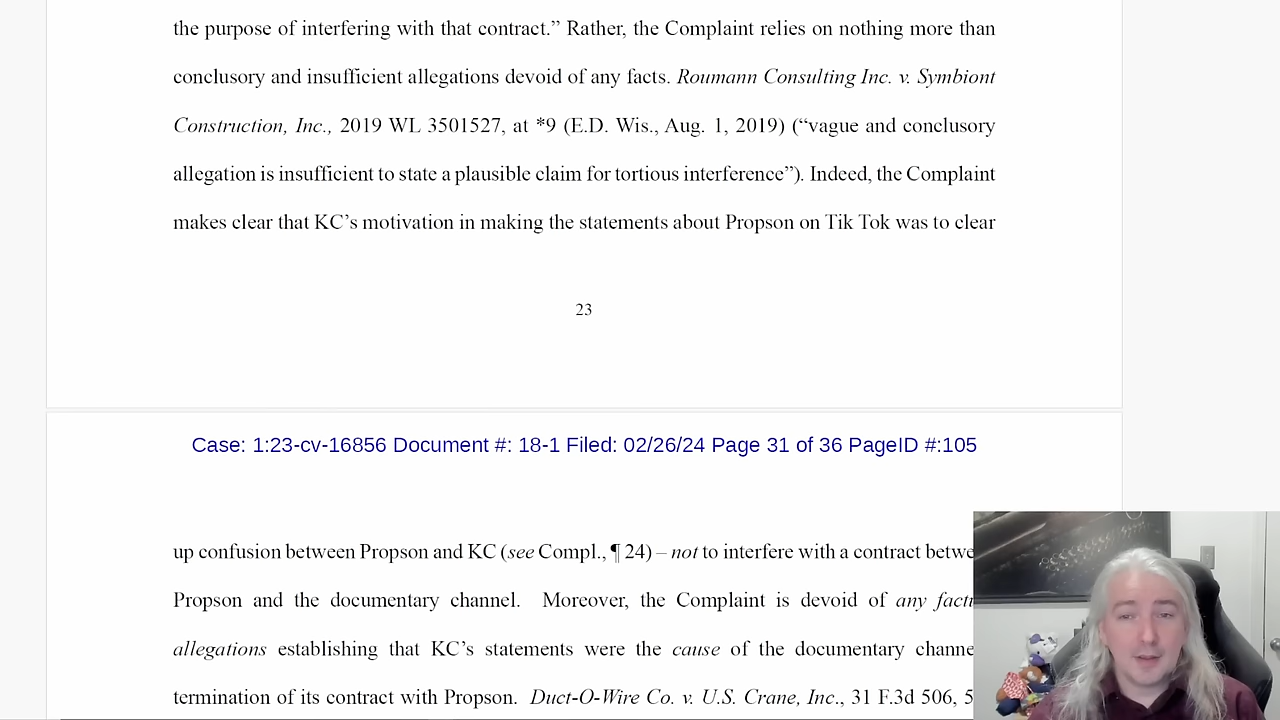 the purpose of interfering with that contract.” Rather, the Complaint relies on nothing more than
conclusory and insufficient allegations devoid of any facts. Roumann Consulting Inc. v. Symbiont
Construction, Inc., 2019 WL 3501527, at *9 (E.D. Wis., Aug. 1, 2019) (“vague and conclusory
allegation is insufficient to state a plausible claim for tortious interference”). Indeed, the Complaint
makes clear that KC’s motivation in making the statements about Propson on Tik Tok was to clear
23
Case: 1:23-cv-16856 Document #: 18-1 Filed: 02/26/24 Page 31 of 36 PageID #:105
up confusion between Propson and KC (see Compl., ¶ 24) – not to interfere with a contract
Propson and the documentary channel. Moreover, the Complaint is devoid of any
allegations establishing that KC’s statements were the cause of the documentary
termination of its contract with Propson. Duct-O-Wire Co. v. U.S. Crane, Inc., 31 F.3d 506,